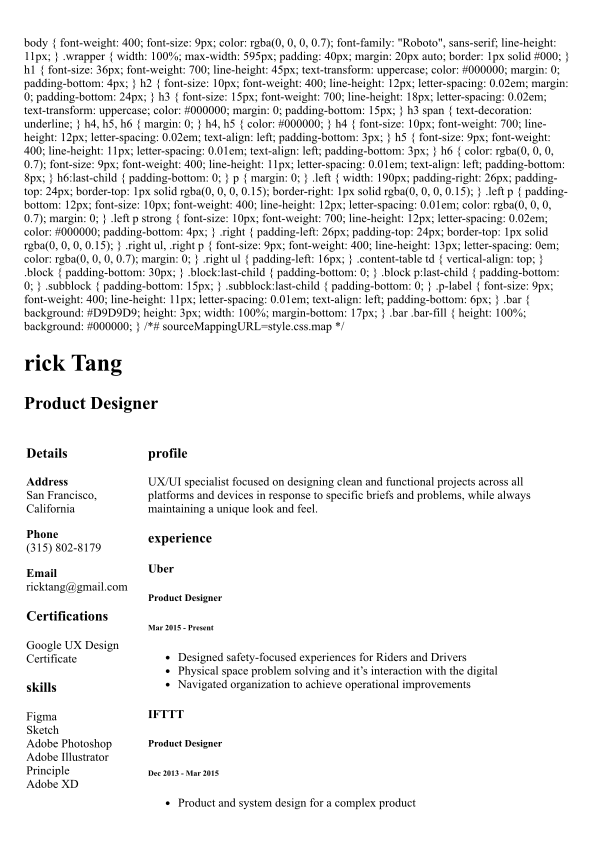 body { font-weight: 400; font-size: 9px; color: rgba(0, 0, 0, 0.7); font-family: "Roboto", sans-serif; line-height:
11px; } .wrapper { width: 100%; max-width: 595px; padding: 40px; margin: 20px auto; border: 1px solid #000; }
h1 { font-size: 36px; font-weight: 700; line-height: 45px; text-transform: uppercase; color: #000000; margin: 0;
padding-bottom: 4px; } h2 { font-size: 10px; font-weight: 400; line-height: 12px; letter-spacing: 0.02em; margin:
0; padding-bottom: 24px; } h3 { font-size: 15px; font-weight: 700; line-height: 18px; letter-spacing: 0.02em;
text-transform: uppercase; color: #000000; margin: 0; padding-bottom: 15px; } h3 span { text-decoration:
underline; } h4, h5, h6 { margin: 0; } h4, h5 { color: #000000; } h4 { font-size: 10px; font-weight: 700; line-
height: 12px; letter-spacing: 0.02em; text-align: left; padding-bottom: 3px; } h5 { font-size: 9px; font-weight:
400; line-height: 11px; letter-spacing: 0.01em; text-align: left; padding-bottom: 3px; } h6 { color: rgba(0, 0, 0,
0.7); font-size: 9px; font-weight: 400; line-height: 11px; letter-spacing: 0.01em; text-align: left; padding-bottom:
8px; } h6:last-child { padding-bottom: 0; } p { margin: 0; } .left { width: 190px; padding-right: 26px; padding-
top: 24px; border-top: 1px solid rgba(0, 0, 0, 0.15); border-right: 1px solid rgba(0, 0, 0, 0.15); } .left p { padding-
bottom: 12px; font-size: 10px; font-weight: 400; line-height: 12px; letter-spacing: 0.01em; color: rgba(0, 0, 0,
0.7); margin: 0; } .left p strong { font-size: 10px; font-weight: 700; line-height: 12px; letter-spacing: 0.02em;
color: #000000; padding-bottom: 4px; } .right { padding-left: 26px; padding-top: 24px; border-top: 1px solid
rgba(0, 0, 0, 0.15); } .right ul, .right p { font-size: 9px; font-weight: 400; line-height: 13px; letter-spacing: 0em;
color: rgba(0, 0, 0, 0.7); margin: 0; } .right ul { padding-left: 16px; } .content-table td { vertical-align: top; }
.block { padding-bottom: 30px; } .block:last-child { padding-bottom: 0; } .block p:last-child { padding-bottom:
0; } .subblock { padding-bottom: 15px; } .subblock:last-child { padding-bottom: 0; } .p-label { font-size: 9px;
font-weight: 400; line-height: 11px; letter-spacing: 0.01em; text-align: left; padding-bottom: 6px; } .bar {
background: #D9D9D9; height: 3px; width: 100%; margin-bottom: 17px; } .bar .bar-fill { height: 100%;
background: #000000; } /*# sourceMappingURL=style.css.map */
rick Tang
Product Designer
Details
Address
San Francisco,
California
Phone
(315) 802-8179
Email
ricktang@gmail.com
Certifications
Google UX Design
Certificate
skills
Figma
Sketch
Adobe Photoshop
Adobe Illustrator
Principle
Adobe XD
profile
UX/UI specialist focused on designing clean and functional projects across all
platforms and devices in response to specific briefs and problems, while always
maintaining a unique look and feel.
experience
Uber
Product Designer
Mar 2015 - Present
• Designed safety-focused experiences for Riders and Drivers
• Physical space problem solving and it's interaction with the digital
• Navigated organization to achieve operational improvements
IFTTT
Product Designer
Dec 2013 - Mar 2015
• Product and system design for a complex product